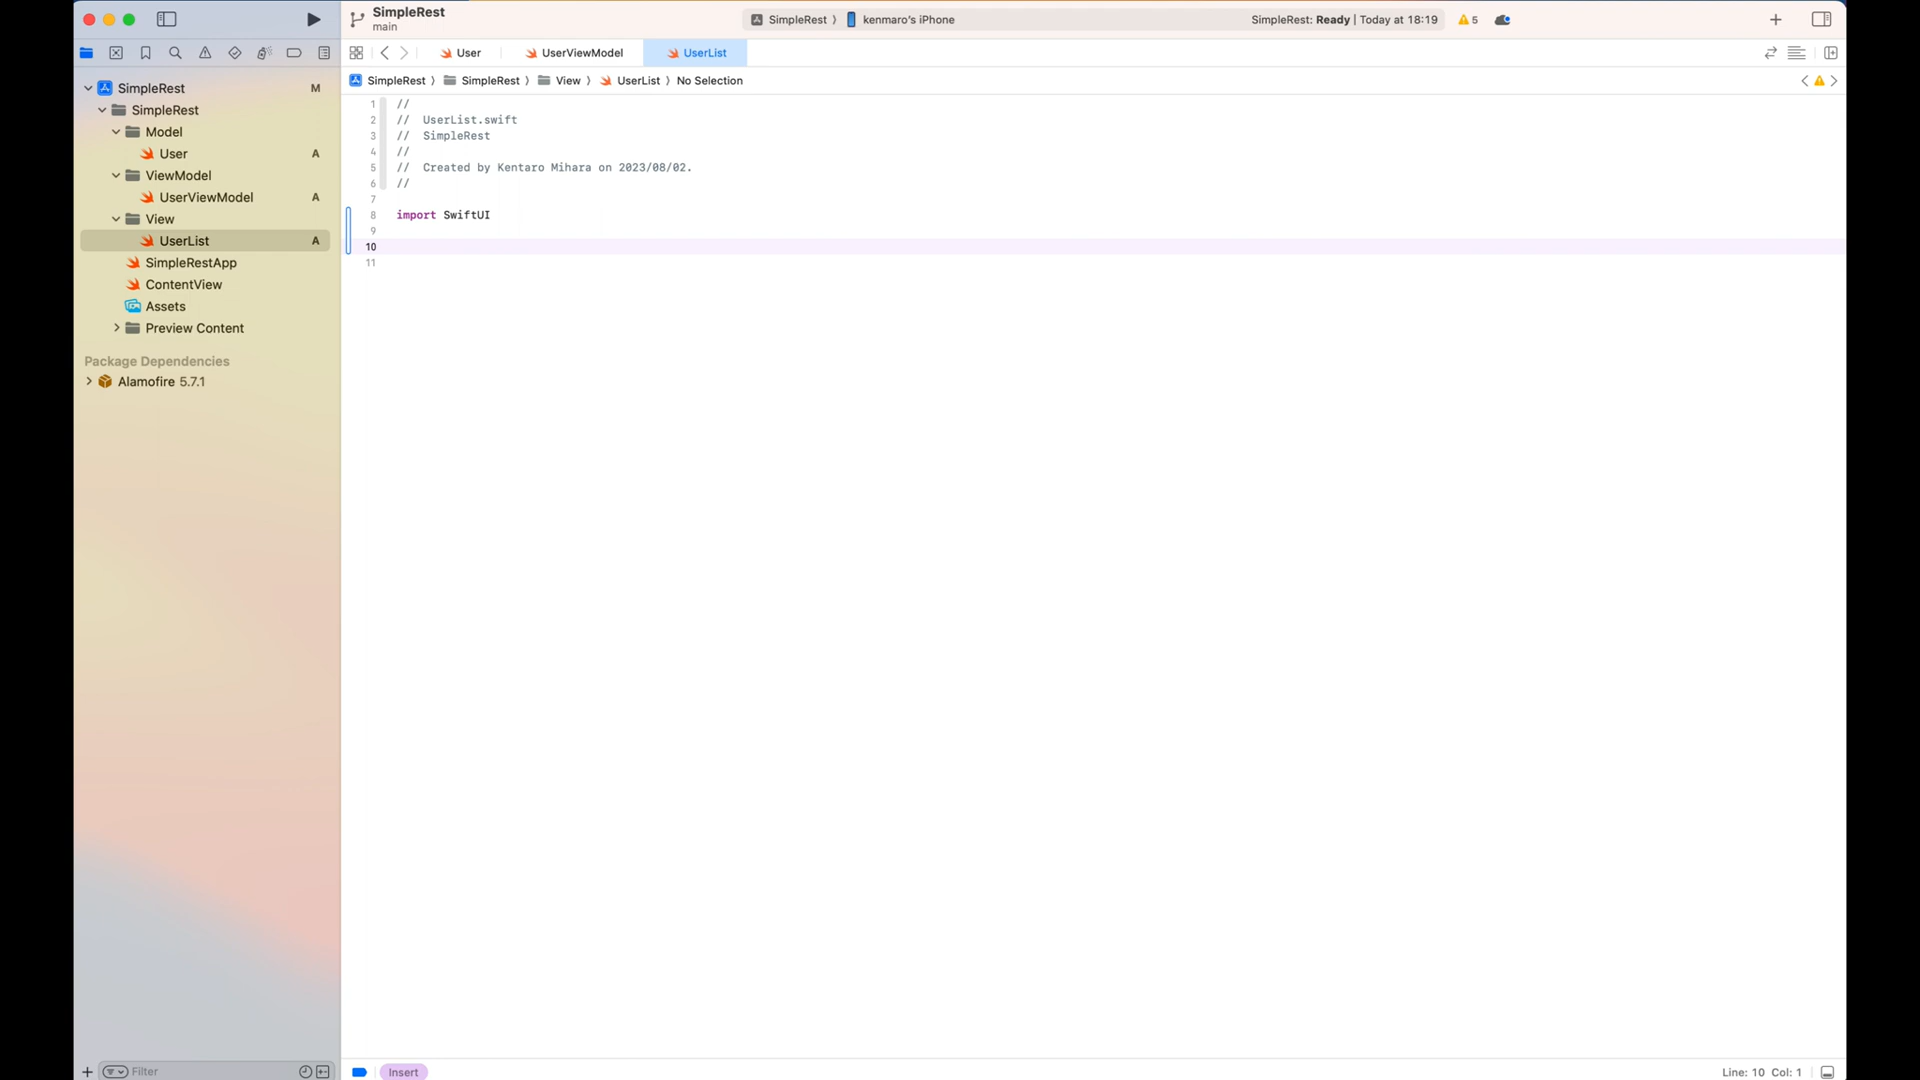 SimpleRest
main
SimpleRest 〉 kenmaro's iPhone
SimpleRest: Ready | Today at 18:19
5
User
UserViewModel
UserList
SimpleRest 〉 SimpleRest 〉 View 〉 UserList 〉 No Selection
SimpleRest M
SimpleRest
Model
User A
ViewModel
UserViewModel A
View
UserList A
SimpleRestApp
ContentView
Assets
Preview Content
Package Dependencies
Alamofire 5.7.1
Filter
1 //
2 // UserList.swift
3 // SimpleRest
4 //
5 // Created by Kentaro Mihara on 2023/08/02.
6 //
7
8 import SwiftUI
9
10
11
Insert
Line: 10 Col: 1